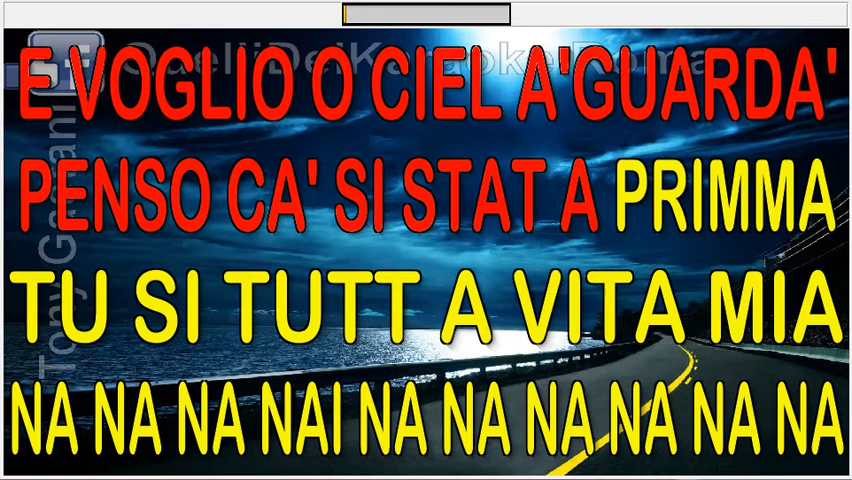 QuelliDelKaraokeRoma
E VOGLIO O CIEL A'GUARDA'
PENSO CA' SI STAT A PRIMMA
TU SI TUTT A VITA MIA
NA NA NA NAI NA NA NA NA NA NA